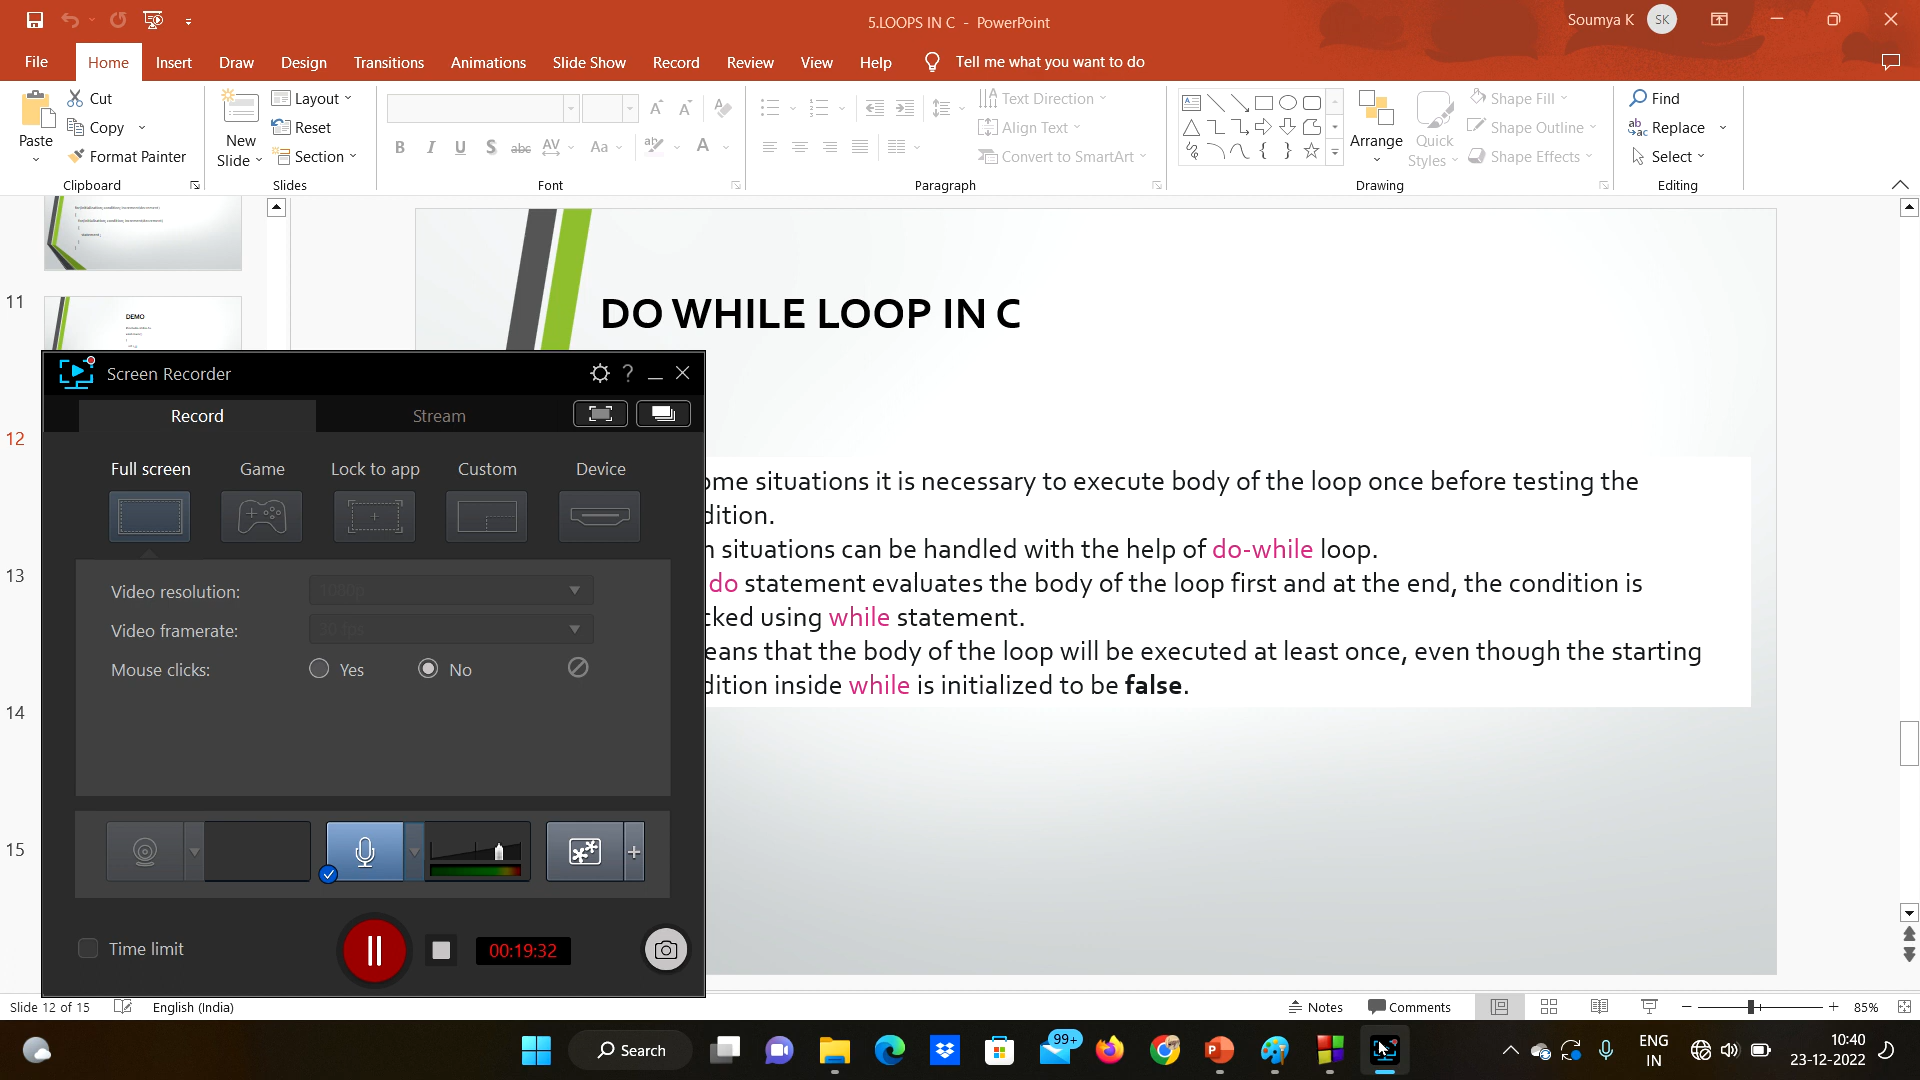 5.LOOPS IN C - PowerPoint
Soumya K
SK
File Home Insert Draw Design Transitions Animations Slide Show Record Review View Help Tell me what you want to do
Paste
Cut
Copy
Format Painter
Clipboard
New Slide
Layout
Reset
Section
Slides
Font
Text Direction
Align Text
Convert to SmartArt
Paragraph
Arrange
Quick Styles
Shape Fill
Shape Outline
Shape Effects
Drawing
Find
Replace
Select
Editing
11
DEMO
12
13
14
15
DO WHILE LOOP IN C
ome situations it is necessary to execute body of the loop once before testing the
dition.
situations can be handled with the help of do-while loop.
do statement evaluates the body of the loop first and at the end, the condition is
cked using while statement.
eans that the body of the loop will be executed at least once, even though the starting
dition inside while is initialized to be false.
Screen Recorder
Record Stream
Full screen Game Lock to app Custom Device
Video resolution: 1080p
Video framerate: 30 fps
Mouse clicks: Yes No
Time limit
00:19:32
Slide 12 of 15 English (India)
Notes Comments 85%
Search
99+
ENG
IN
10:40
23-12-2022